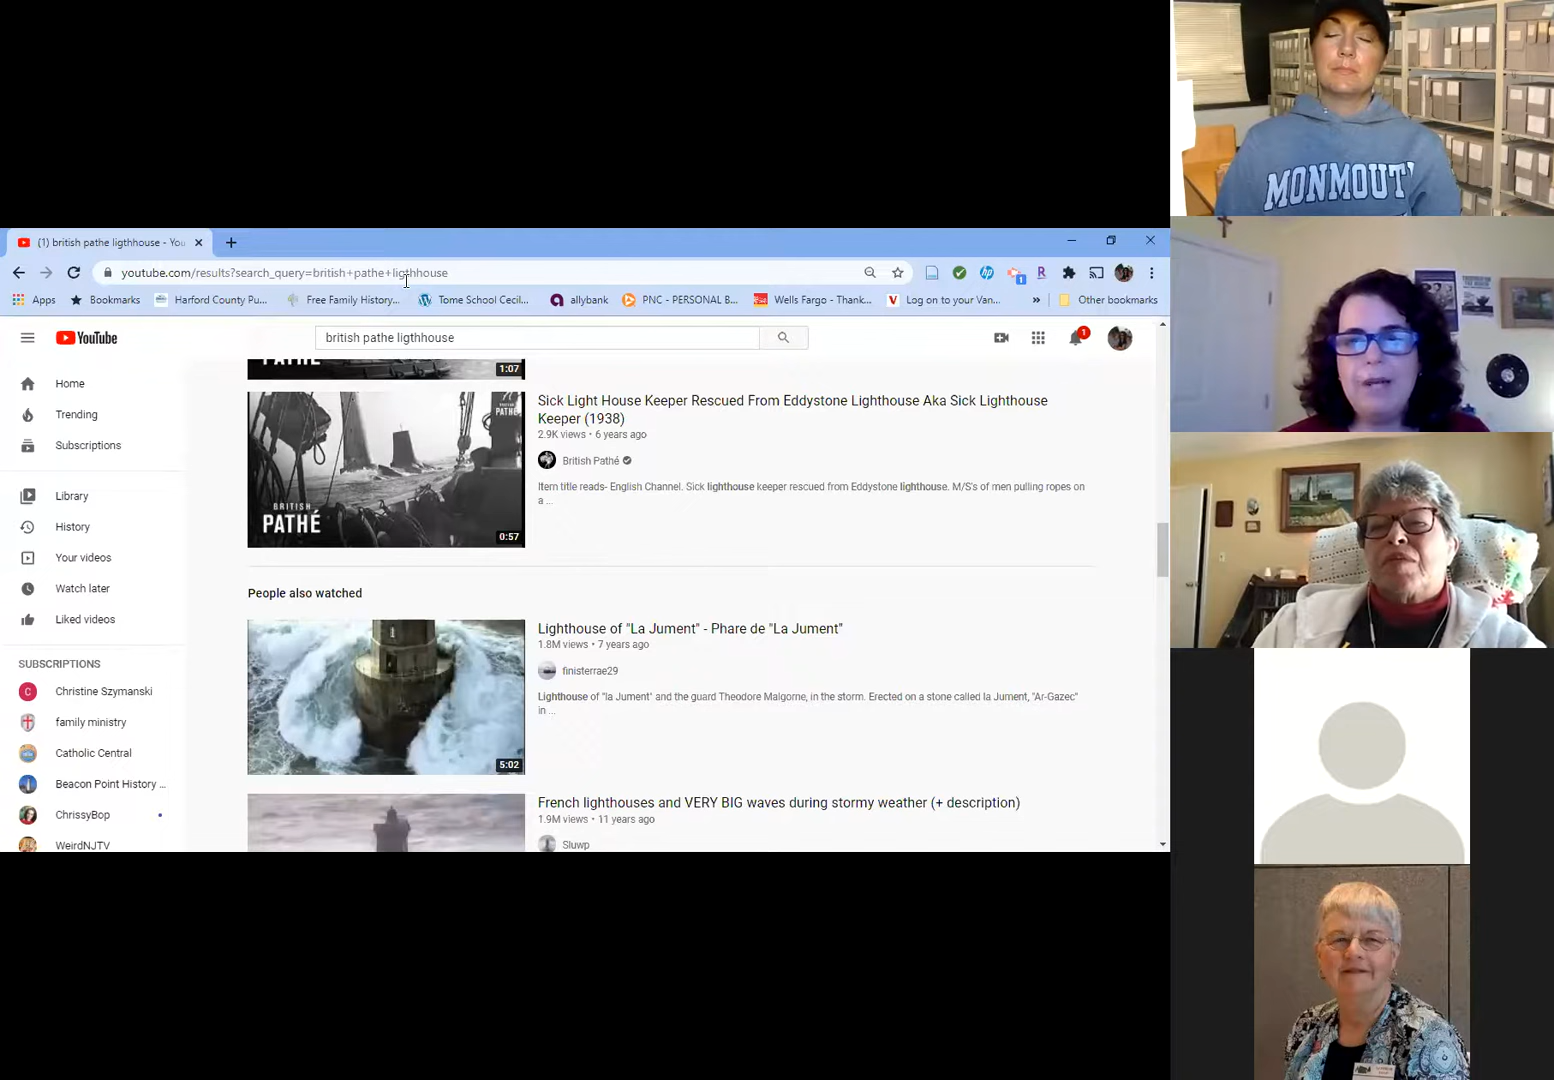 MONMOUT
(1) british pathe ligthhouse - You
youtube.com/results?search_query=british+pathe+ligthhouse
Apps
Bookmarks
Harford County Pu...
Free Family History...
Tome School Cecil...
allybank
PNC - PERSONAL B...
Wells Fargo - Thank...
Log on to your Van...
»
Other bookmarks
YouTube
british pathe ligthhouse
1
Home
Trending
Subscriptions
Library
History
Your videos
Watch later
Liked videos
SUBSCRIPTIONS
C Christine Szymanski
family ministry
Catholic Central
Beacon Point History ...
ChrissyBop
WeirdNJTV
1:07
PATHÉ
BRITISH
PATHÉ
0:57
Sick Light House Keeper Rescued From Eddystone Lighthouse Aka Sick Lighthouse
Keeper (1938)
2.9K views • 6 years ago
British Pathé
Item title reads- English Channel. Sick lighthouse keeper rescued from Eddystone lighthouse. M/S's of men pulling ropes on
a ...
People also watched
5:02
Lighthouse of "La Jument" - Phare de "La Jument"
1.8M views • 7 years ago
finisterrae29
Lighthouse of "la Jument" and the guard Theodore Malgorne, in the storm. Erected on a stone called la Jument, "Ar-Gazec"
in ...
French lighthouses and VERY BIG waves during stormy weather (+ description)
1.9M views • 11 years ago
Sluwp